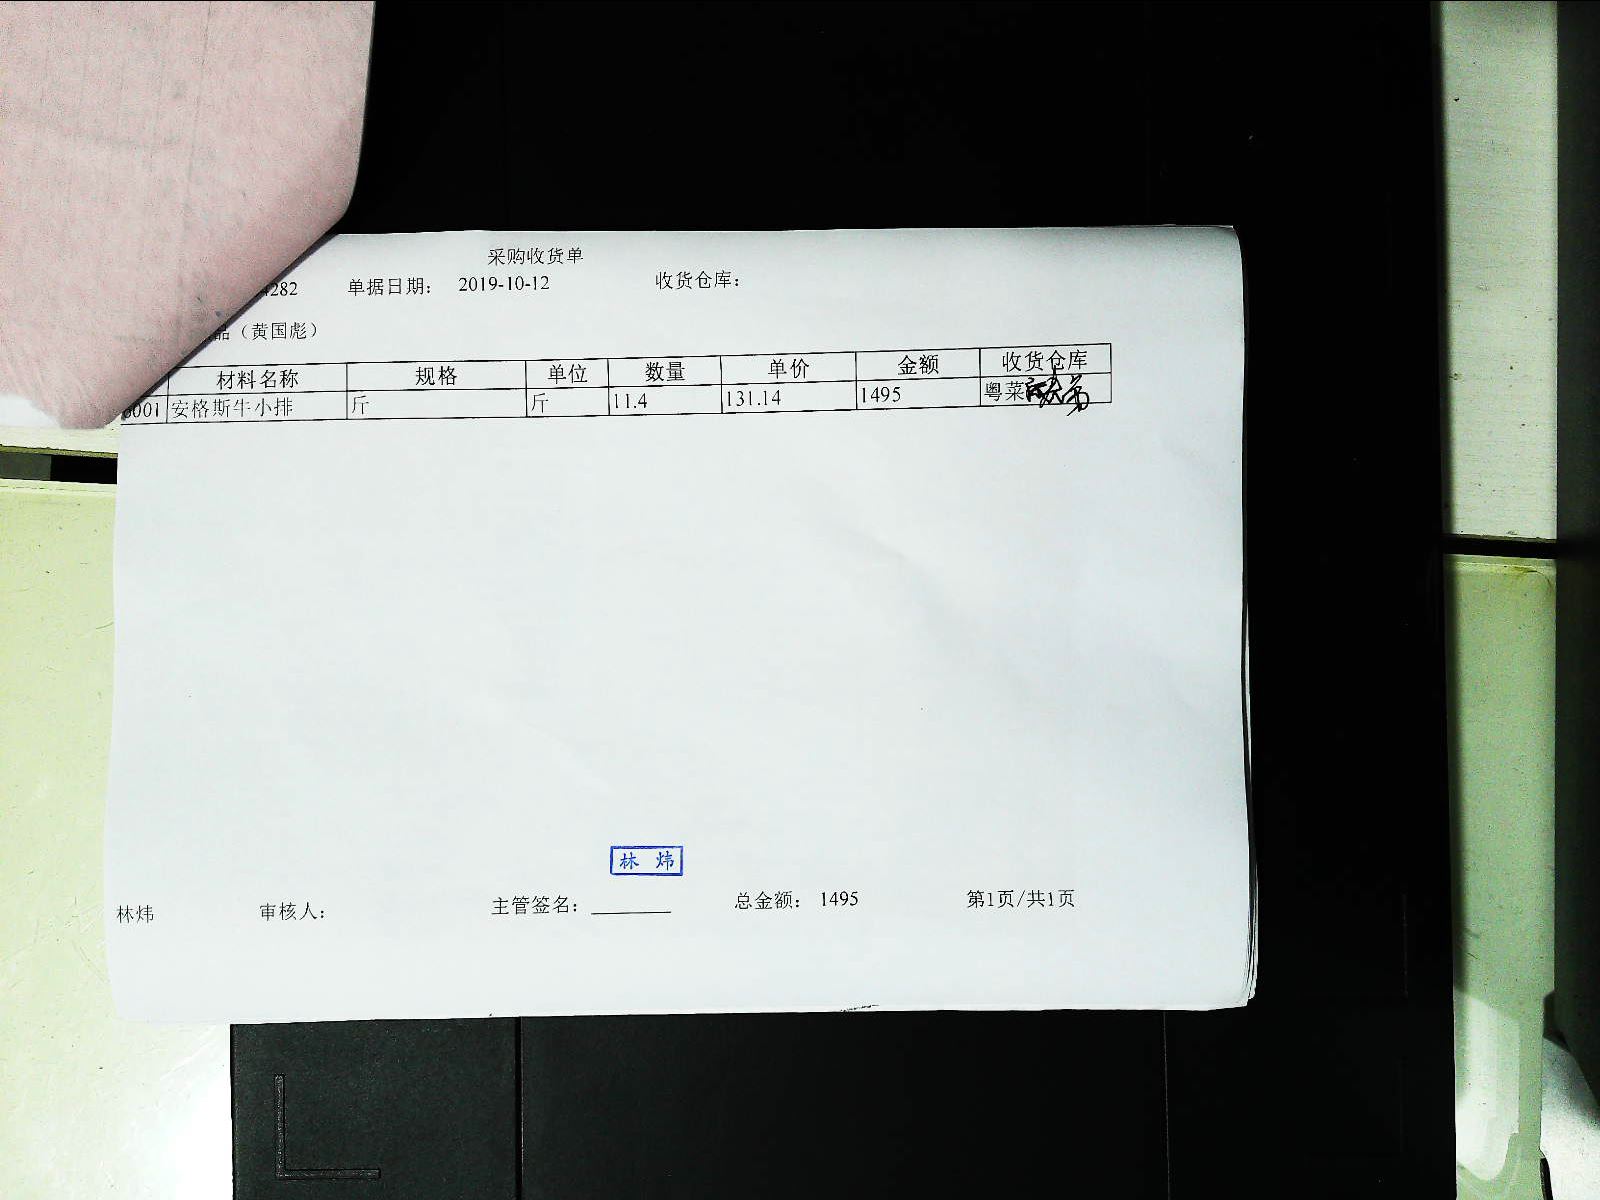 采购收货单
4282 单据日期： 2019-10-12 收货仓库：
品（黄国彪）
材料名称 规格 单位 数量 单价 金额 收货仓库
6001 安格斯牛小排 斤 斤 11.4 131.14 1495 粤菜
林 炜
林炜 审核人： 主管签名： 总金额： 1495 第1页/共1页